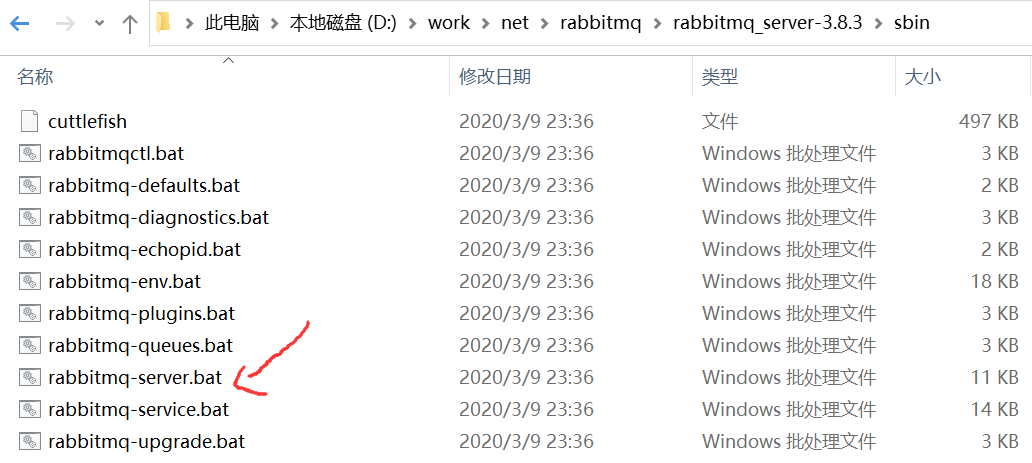 此电脑 > 本地磁盘 (D:) > work > net > rabbitmq > rabbitmq_server-3.8.3 > sbin
名称 修改日期 类型 大小
cuttlefish 2020/3/9 23:36 文件 497 KB
rabbitmqctl.bat 2020/3/9 23:36 Windows 批处理文件 3 KB
rabbitmq-defaults.bat 2020/3/9 23:36 Windows 批处理文件 2 KB
rabbitmq-diagnostics.bat 2020/3/9 23:36 Windows 批处理文件 3 KB
rabbitmq-echopid.bat 2020/3/9 23:36 Windows 批处理文件 2 KB
rabbitmq-env.bat 2020/3/9 23:36 Windows 批处理文件 18 KB
rabbitmq-plugins.bat 2020/3/9 23:36 Windows 批处理文件 3 KB
rabbitmq-queues.bat 2020/3/9 23:36 Windows 批处理文件 3 KB
rabbitmq-server.bat 2020/3/9 23:36 Windows 批处理文件 11 KB
rabbitmq-service.bat 2020/3/9 23:36 Windows 批处理文件 14 KB
rabbitmq-upgrade.bat 2020/3/9 23:36 Windows 批处理文件 3 KB